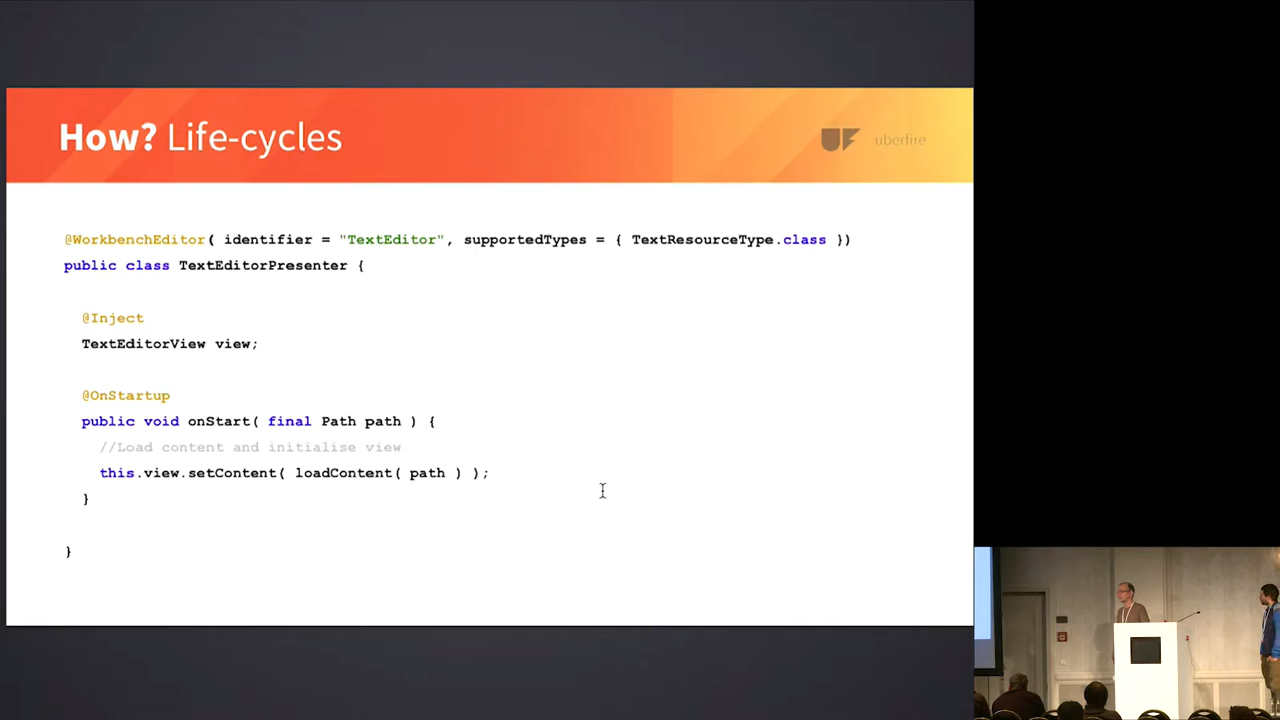 How? Life-cycles
UF uberfire
@WorkbenchEditor( identifier = "TextEditor", supportedTypes = { TextResourceType.class })
public class TextEditorPresenter {
@Inject
TextEditorView view;
@OnStartup
public void onStart( final Path path ) {
//Load content and initialise view
this.view.setContent( loadContent( path ) );
}
}